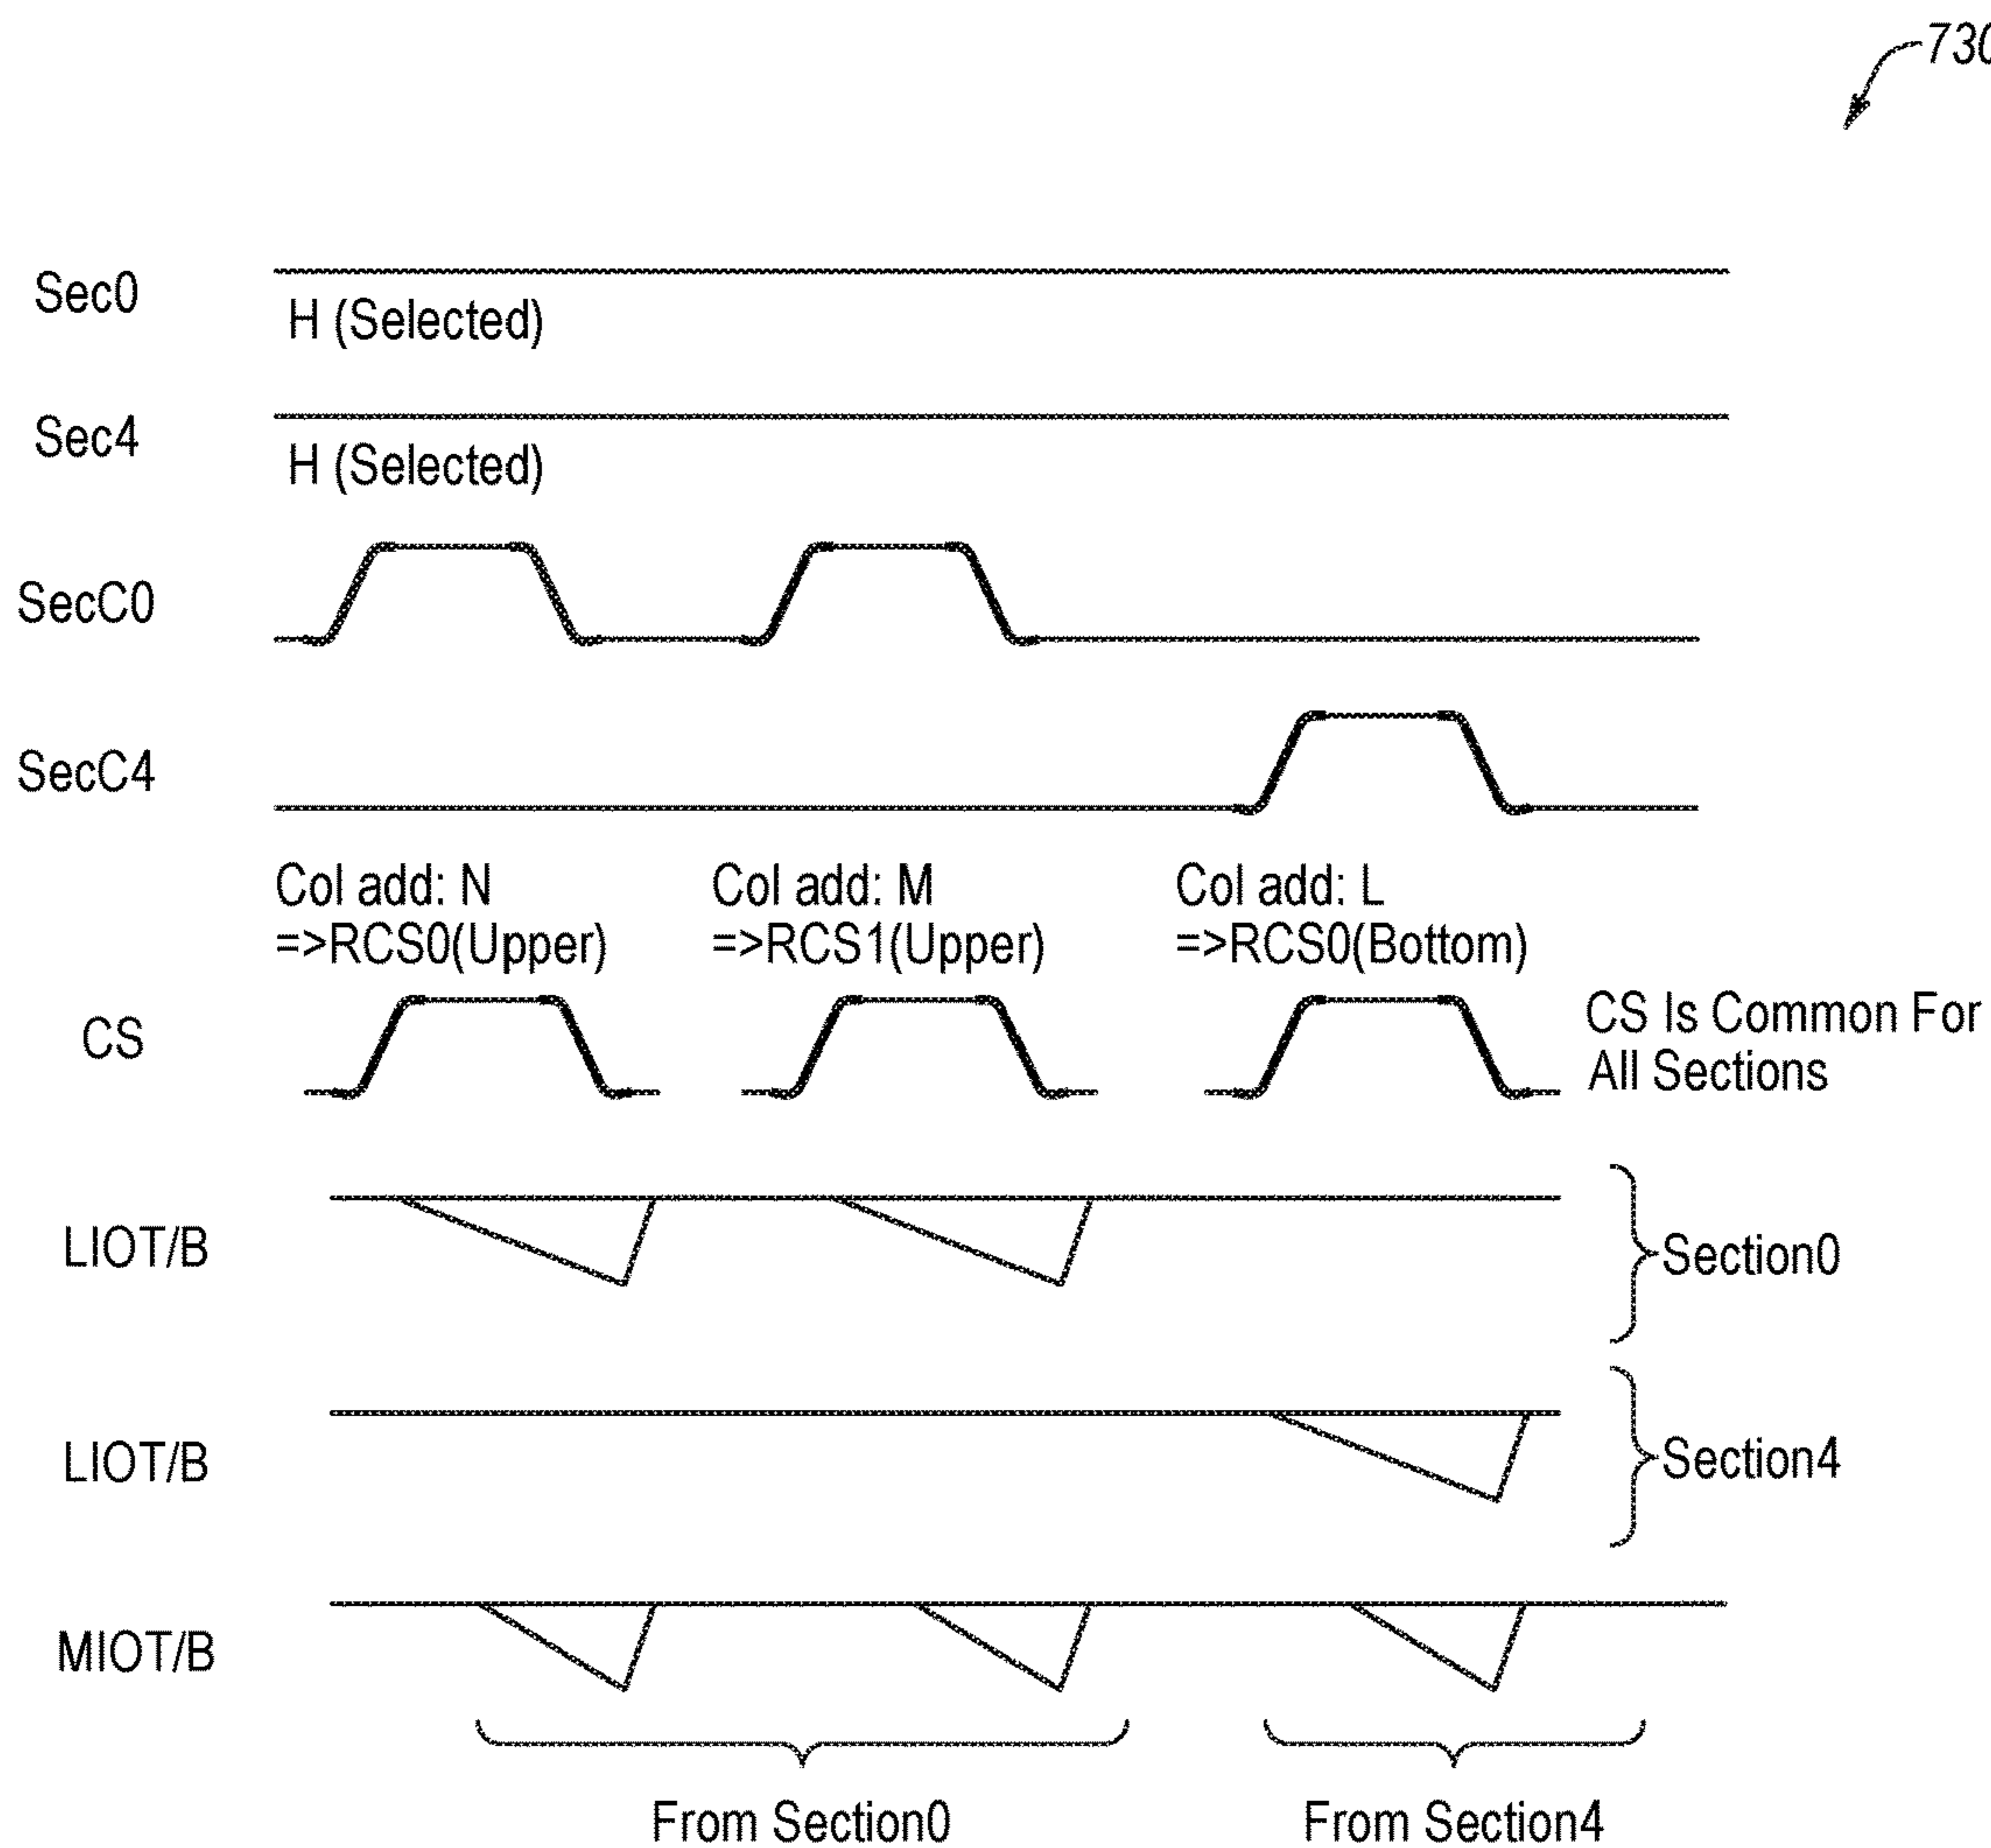 730
Sec0
H (Selected)
Sec4
H (Selected)
SecC0
SecC4
Col add: N
=>RCS0(Upper)
Col add: M
=>RCS1(Upper)
Col add: L
=>RCS0(Bottom)
CS
CS Is Common For
All Sections
LIOT/B
Section0
LIOT/B
Section4
MIOT/B
From Section0
From Section4